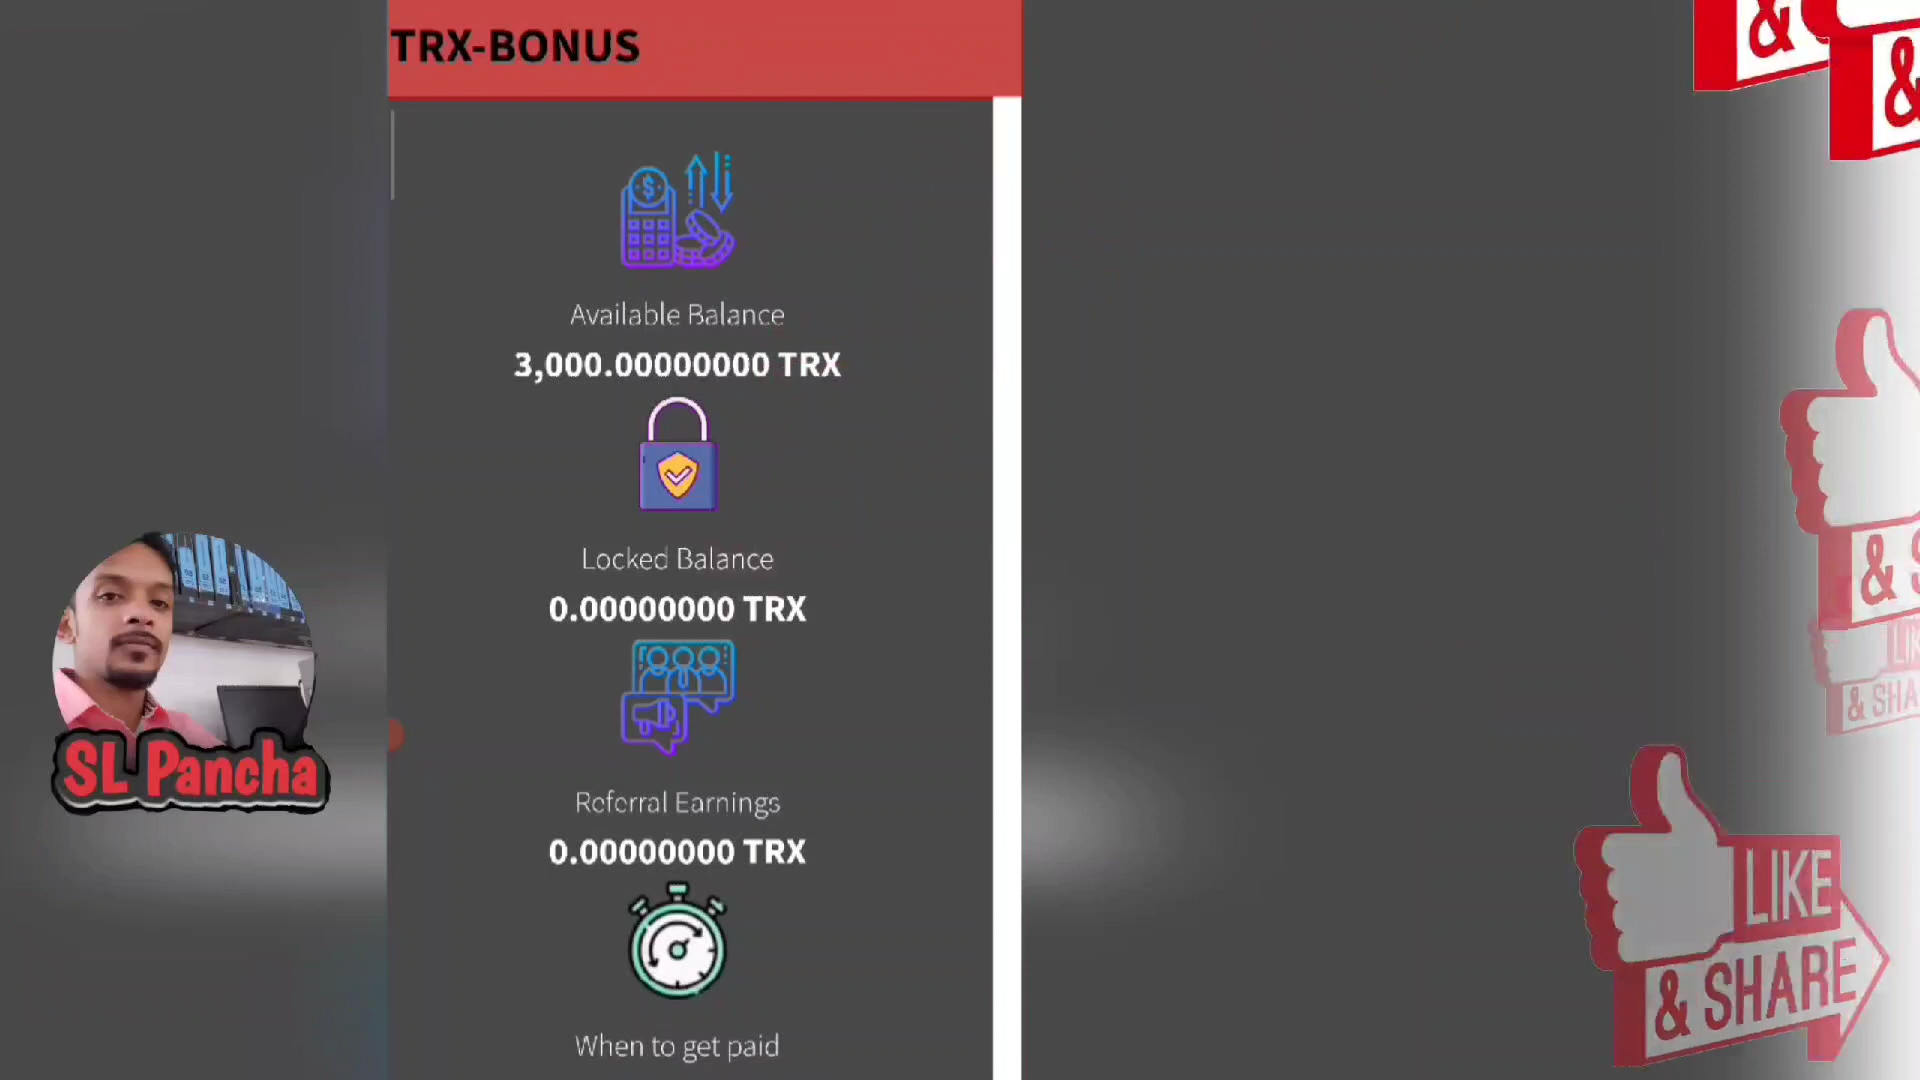 TRX-BONUS
Available Balance
3,000.00000000 TRX
Locked Balance
0.00000000 TRX
Referral Earnings
0.00000000 TRX
When to get paid
SL Pancha
&
&
& S
& SHA
LIKE
& SHARE